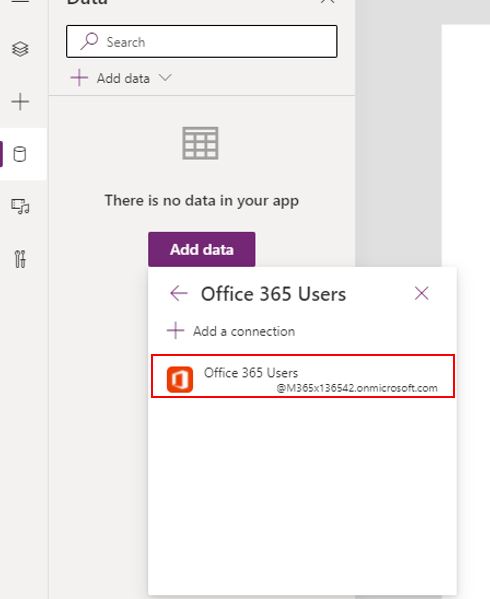 Data
Search
Add data
There is no data in your app
Add data
Office 365 Users
Add a connection
Office 365 Users
@M365x136542.onmicrosoft.com